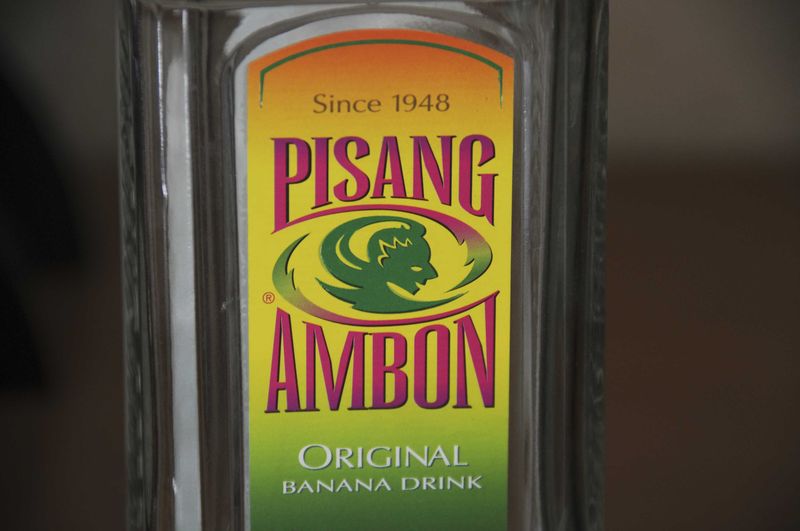 Since 1948
PISANG
®
AMBON
ORIGINAL
BANANA DRINK